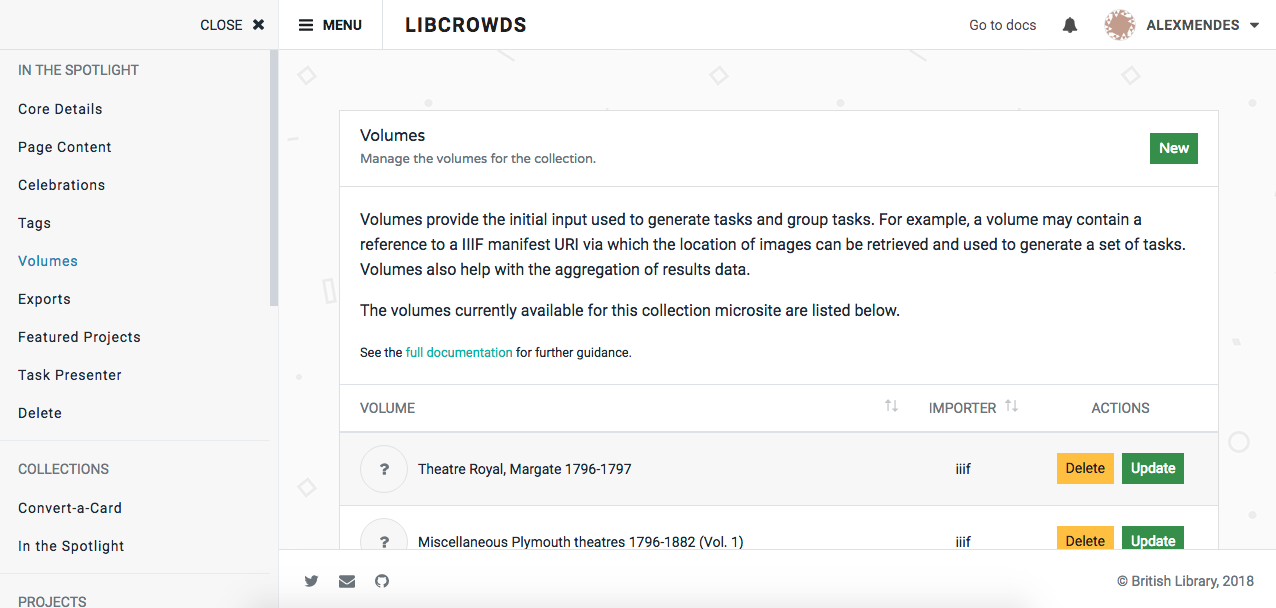 CLOSE ✖
MENU
LIBCROWDS
Go to docs
ALEXMENDES
IN THE SPOTLIGHT
Core Details
Page Content
Celebrations
Tags
Volumes
Exports
Featured Projects
Task Presenter
Delete
COLLECTIONS
Convert-a-Card
In the Spotlight
PROJECTS
Volumes
Manage the volumes for the collection.
New
Volumes provide the initial input used to generate tasks and group tasks. For example, a volume may contain a
reference to a IIIF manifest URI via which the location of images can be retrieved and used to generate a set of tasks.
Volumes also help with the aggregation of results data.
The volumes currently available for this collection microsite are listed below.
See the full documentation for further guidance.
VOLUME IMPORTER ACTIONS
? Theatre Royal, Margate 1796-1797 iiif Delete Update
? Miscellaneous Plymouth theatres 1796-1882 (Vol. 1) iiif Delete Update
© British Library, 2018